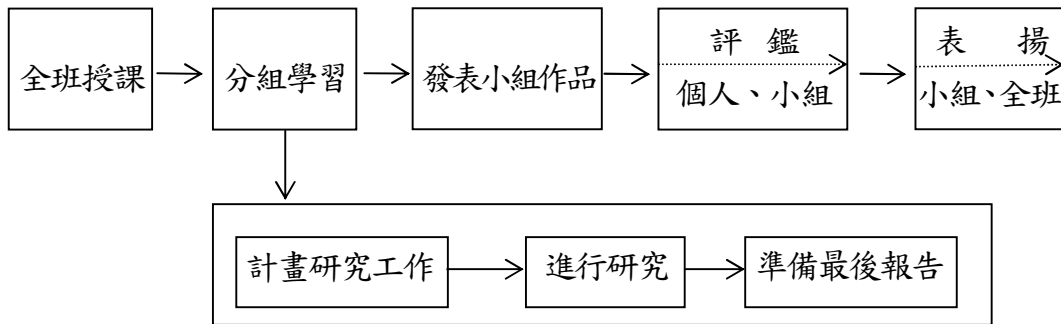 全班授課
分組學習
發表小組作品
評鑑
個人、小組
表揚
小組、全班
計畫研究工作
進行研究
準備最後報告